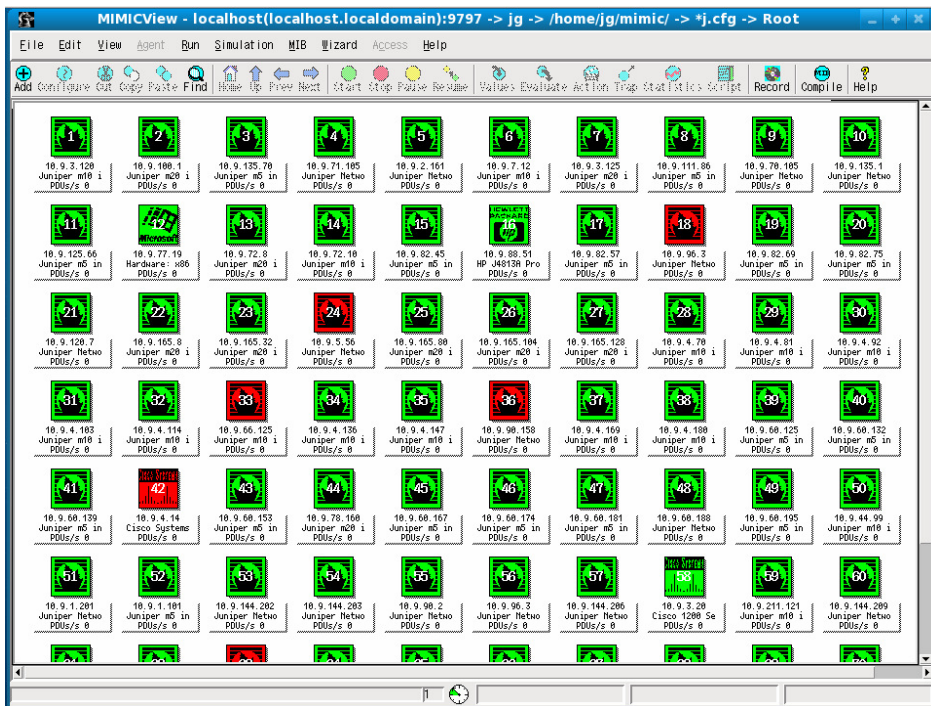 MIMICView - localhost(localhost.localdomain):9797 -> jg -> /home/jg/mimic/ -> *j.cfg -> Root
File Edit View Agent Run Simulation MIB Wizard Access Help
Add Configure Cut Copy Paste Find Home Up Prev Next Start Stop Pause Resume Values Evaluate Action Trap Statistics Script Record Compile Help
1 2 3 4 5 6 7 8 9 10
10.9.3.120 10.9.100.1 10.9.135.70 10.9.71.105 10.9.2.161 10.9.7.12 10.9.3.125 10.9.111.86 10.9.70.105 10.9.135.1
Juniper m10 i Juniper m20 i Juniper m5 in Juniper Netwo Juniper Netwo Juniper m10 i Juniper m20 i Juniper m5 in Juniper Netwo Juniper Netwo
PDUs/s 0 PDUs/s 0 PDUs/s 0 PDUs/s 0 PDUs/s 0 PDUs/s 0 PDUs/s 0 PDUs/s 0 PDUs/s 0 PDUs/s 0
11 12 13 14 15 HEWLETT PACKARD 16 17 18 19 20
Microsoft
10.9.125.66 10.9.77.19 10.9.72.8 10.9.72.10 10.9.82.45 10.9.88.51 10.9.82.57 10.9.96.3 10.9.82.69 10.9.82.75
Juniper m5 in Hardware: x86 Juniper m20 i Juniper m10 i Juniper m5 in HP J4813A Pro Juniper m5 in Juniper Netwo Juniper m5 in Juniper m5 in
PDUs/s 0 PDUs/s 0 PDUs/s 0 PDUs/s 0 PDUs/s 0 PDUs/s 0 PDUs/s 0 PDUs/s 0 PDUs/s 0 PDUs/s 0
21 22 23 24 25 26 27 28 29 30
10.9.120.7 10.9.165.8 10.9.165.32 10.9.5.56 10.9.165.80 10.9.165.104 10.9.165.128 10.9.4.70 10.9.4.81 10.9.4.92
Juniper Netwo Juniper m20 i Juniper m20 i Juniper Netwo Juniper m20 i Juniper m20 i Juniper m20 i Juniper m10 i Juniper m10 i Juniper m10 i
PDUs/s 0 PDUs/s 0 PDUs/s 0 PDUs/s 0 PDUs/s 0 PDUs/s 0 PDUs/s 0 PDUs/s 0 PDUs/s 0 PDUs/s 0
31 32 33 34 35 36 37 38 39 40
10.9.4.103 10.9.4.114 10.9.66.125 10.9.4.136 10.9.4.147 10.9.90.158 10.9.4.169 10.9.4.180 10.9.60.125 10.9.60.132
Juniper m10 i Juniper m10 i Juniper m10 i Juniper m10 i Juniper m10 i Juniper Netwo Juniper m10 i Juniper m10 i Juniper m5 in Juniper m5 in
PDUs/s 0 PDUs/s 0 PDUs/s 0 PDUs/s 0 PDUs/s 0 PDUs/s 0 PDUs/s 0 PDUs/s 0 PDUs/s 0 PDUs/s 0
41 Cisco Systems 42 43 44 45 46 47 48 49 50
10.9.60.139 10.9.4.14 10.9.60.153 10.9.78.160 10.9.60.167 10.9.60.174 10.9.60.181 10.9.60.188 10.9.60.195 10.9.44.99
Juniper m5 in Cisco Systems Juniper m5 in Juniper m20 i Juniper m5 in Juniper m5 in Juniper m5 in Juniper Netwo Juniper m5 in Juniper m10 i
PDUs/s 0 PDUs/s 0 PDUs/s 0 PDUs/s 0 PDUs/s 0 PDUs/s 0 PDUs/s 0 PDUs/s 0 PDUs/s 0 PDUs/s 0
51 52 53 54 55 56 57 Cisco Systems 58 59 60
10.9.1.201 10.9.1.101 10.9.144.202 10.9.144.203 10.9.90.2 10.9.96.3 10.9.144.206 10.9.3.20 10.9.211.121 10.9.144.209
Juniper Netwo Juniper m5 in Juniper Netwo Juniper Netwo Juniper Netwo Juniper Netwo Juniper Netwo Cisco 1200 Se Juniper m10 i Juniper Netwo
PDUs/s 0 PDUs/s 0 PDUs/s 0 PDUs/s 0 PDUs/s 0 PDUs/s 0 PDUs/s 0 PDUs/s 0 PDUs/s 0 PDUs/s 0
1